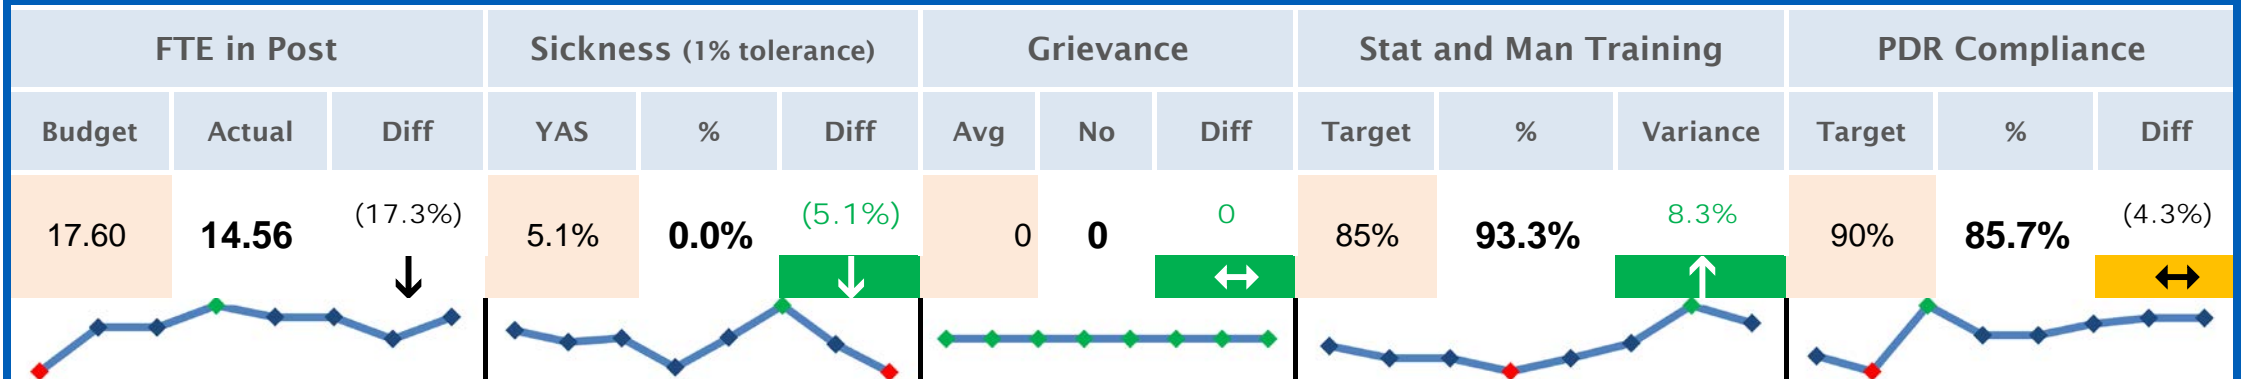 FTE in Post Sickness (1% tolerance) Grievance Stat and Man Training PDR Compliance
Budget Actual Diff YAS % Diff Avg No Diff Target % Variance Target % Diff
17.60 14.56 (17.3%) 5.1% 0.0% (5.1%) 0 0 0 85% 93.3% 8.3% 90% 85.7% (4.3%)